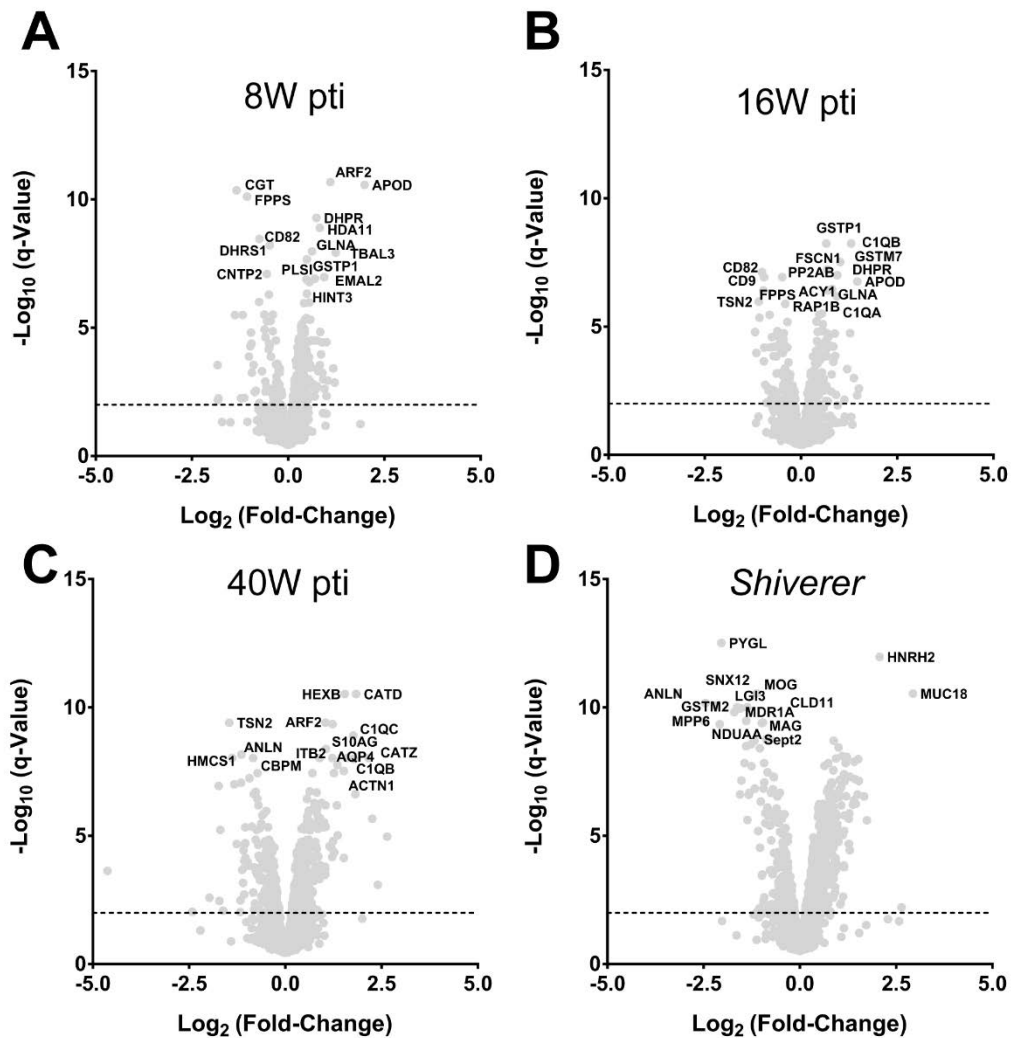 A
8W pti
15
10
5
0
-Log10 (q-Value)
ARF2
CGT
APOD
FPPS
DHPR
HDA11
CD82
GLNA
DHRS1
TBAL3
PLSI
GSTP1
CNTP2
EMAL2
HINT3
-5.0 -2.5 0.0 2.5 5.0
Log2 (Fold-Change)
B
16W pti
15
10
5
0
-Log10 (q-Value)
GSTP1
C1QB
FSCN1
GSTM7
CD82
PP2AB
DHPR
CD9
APOD
FPPS
ACY1
GLNA
TSN2
RAP1B
C1QA
-5.0 -2.5 0.0 2.5 5.0
Log2 (Fold-Change)
C
40W pti
15
10
5
0
-Log10 (q-Value)
HEXB
CATD
TSN2
ARF2
C1QC
S10AG
ANLN
ITB2
CATZ
HMCS1
AQP4
CBPM
C1QB
ACTN1
-5.0 -2.5 0.0 2.5 5.0
Log2 (Fold-Change)
D
Shiverer
15
10
5
0
-Log10 (q-Value)
PYGL
HNRH2
SNX12
MOG
ANLN
LGI3
MUC18
CLD11
GSTM2
MDR1A
MPP6
MAG
NDUAA
Sept2
-5.0 -2.5 0.0 2.5 5.0
Log2 (Fold-Change)